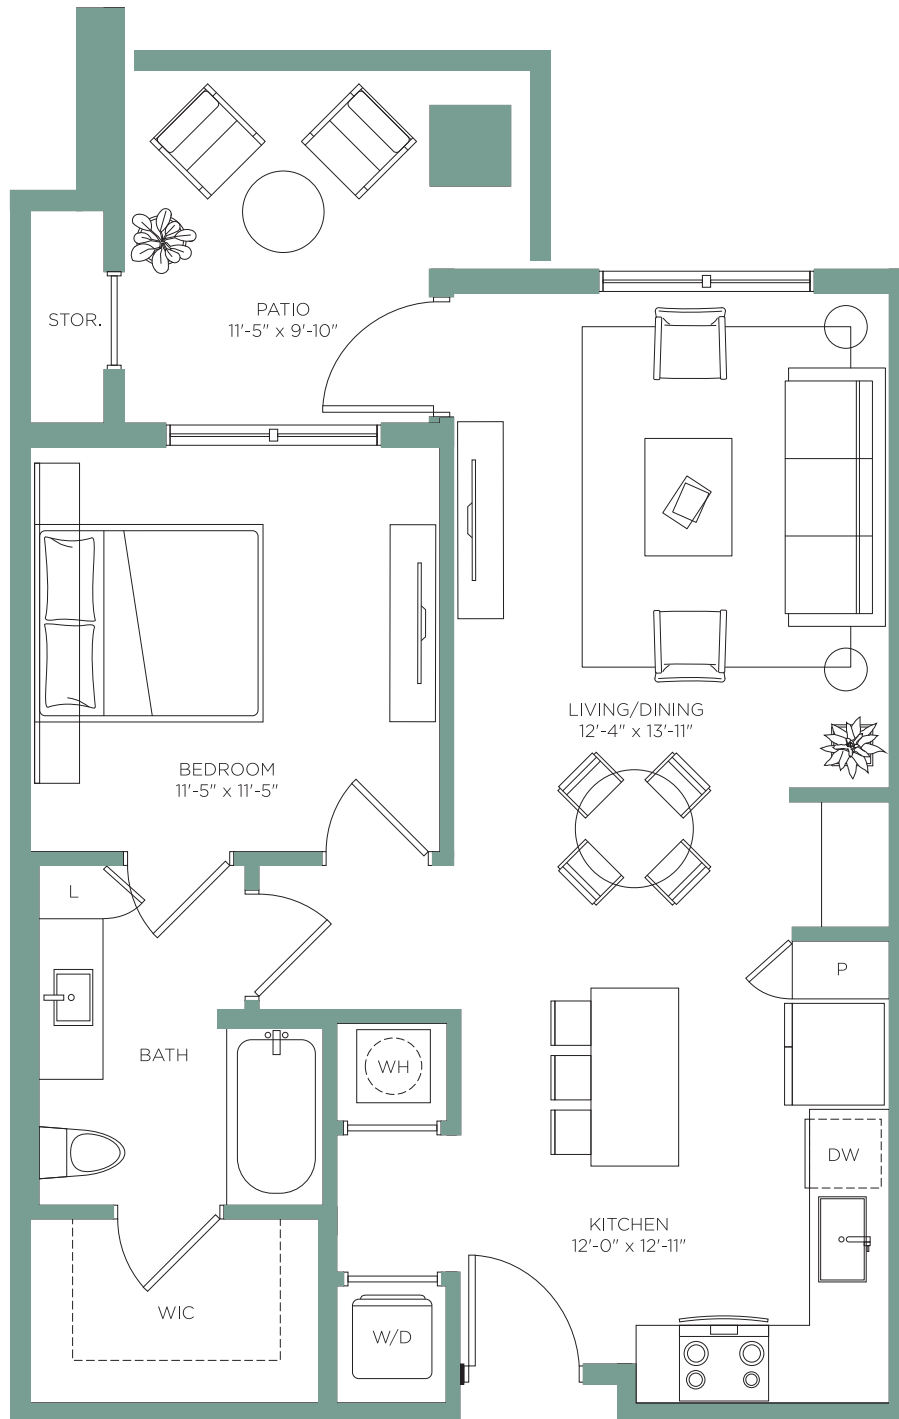 STOR.
PATIO
11'-5" x 9'-10"
LIVING/DINING
12'-4" x 13'-11"
BEDROOM
11'-5" x 11'-5"
L
P
BATH
WH
DW
KITCHEN
12'-0" x 12'-11"
WIC
W/D